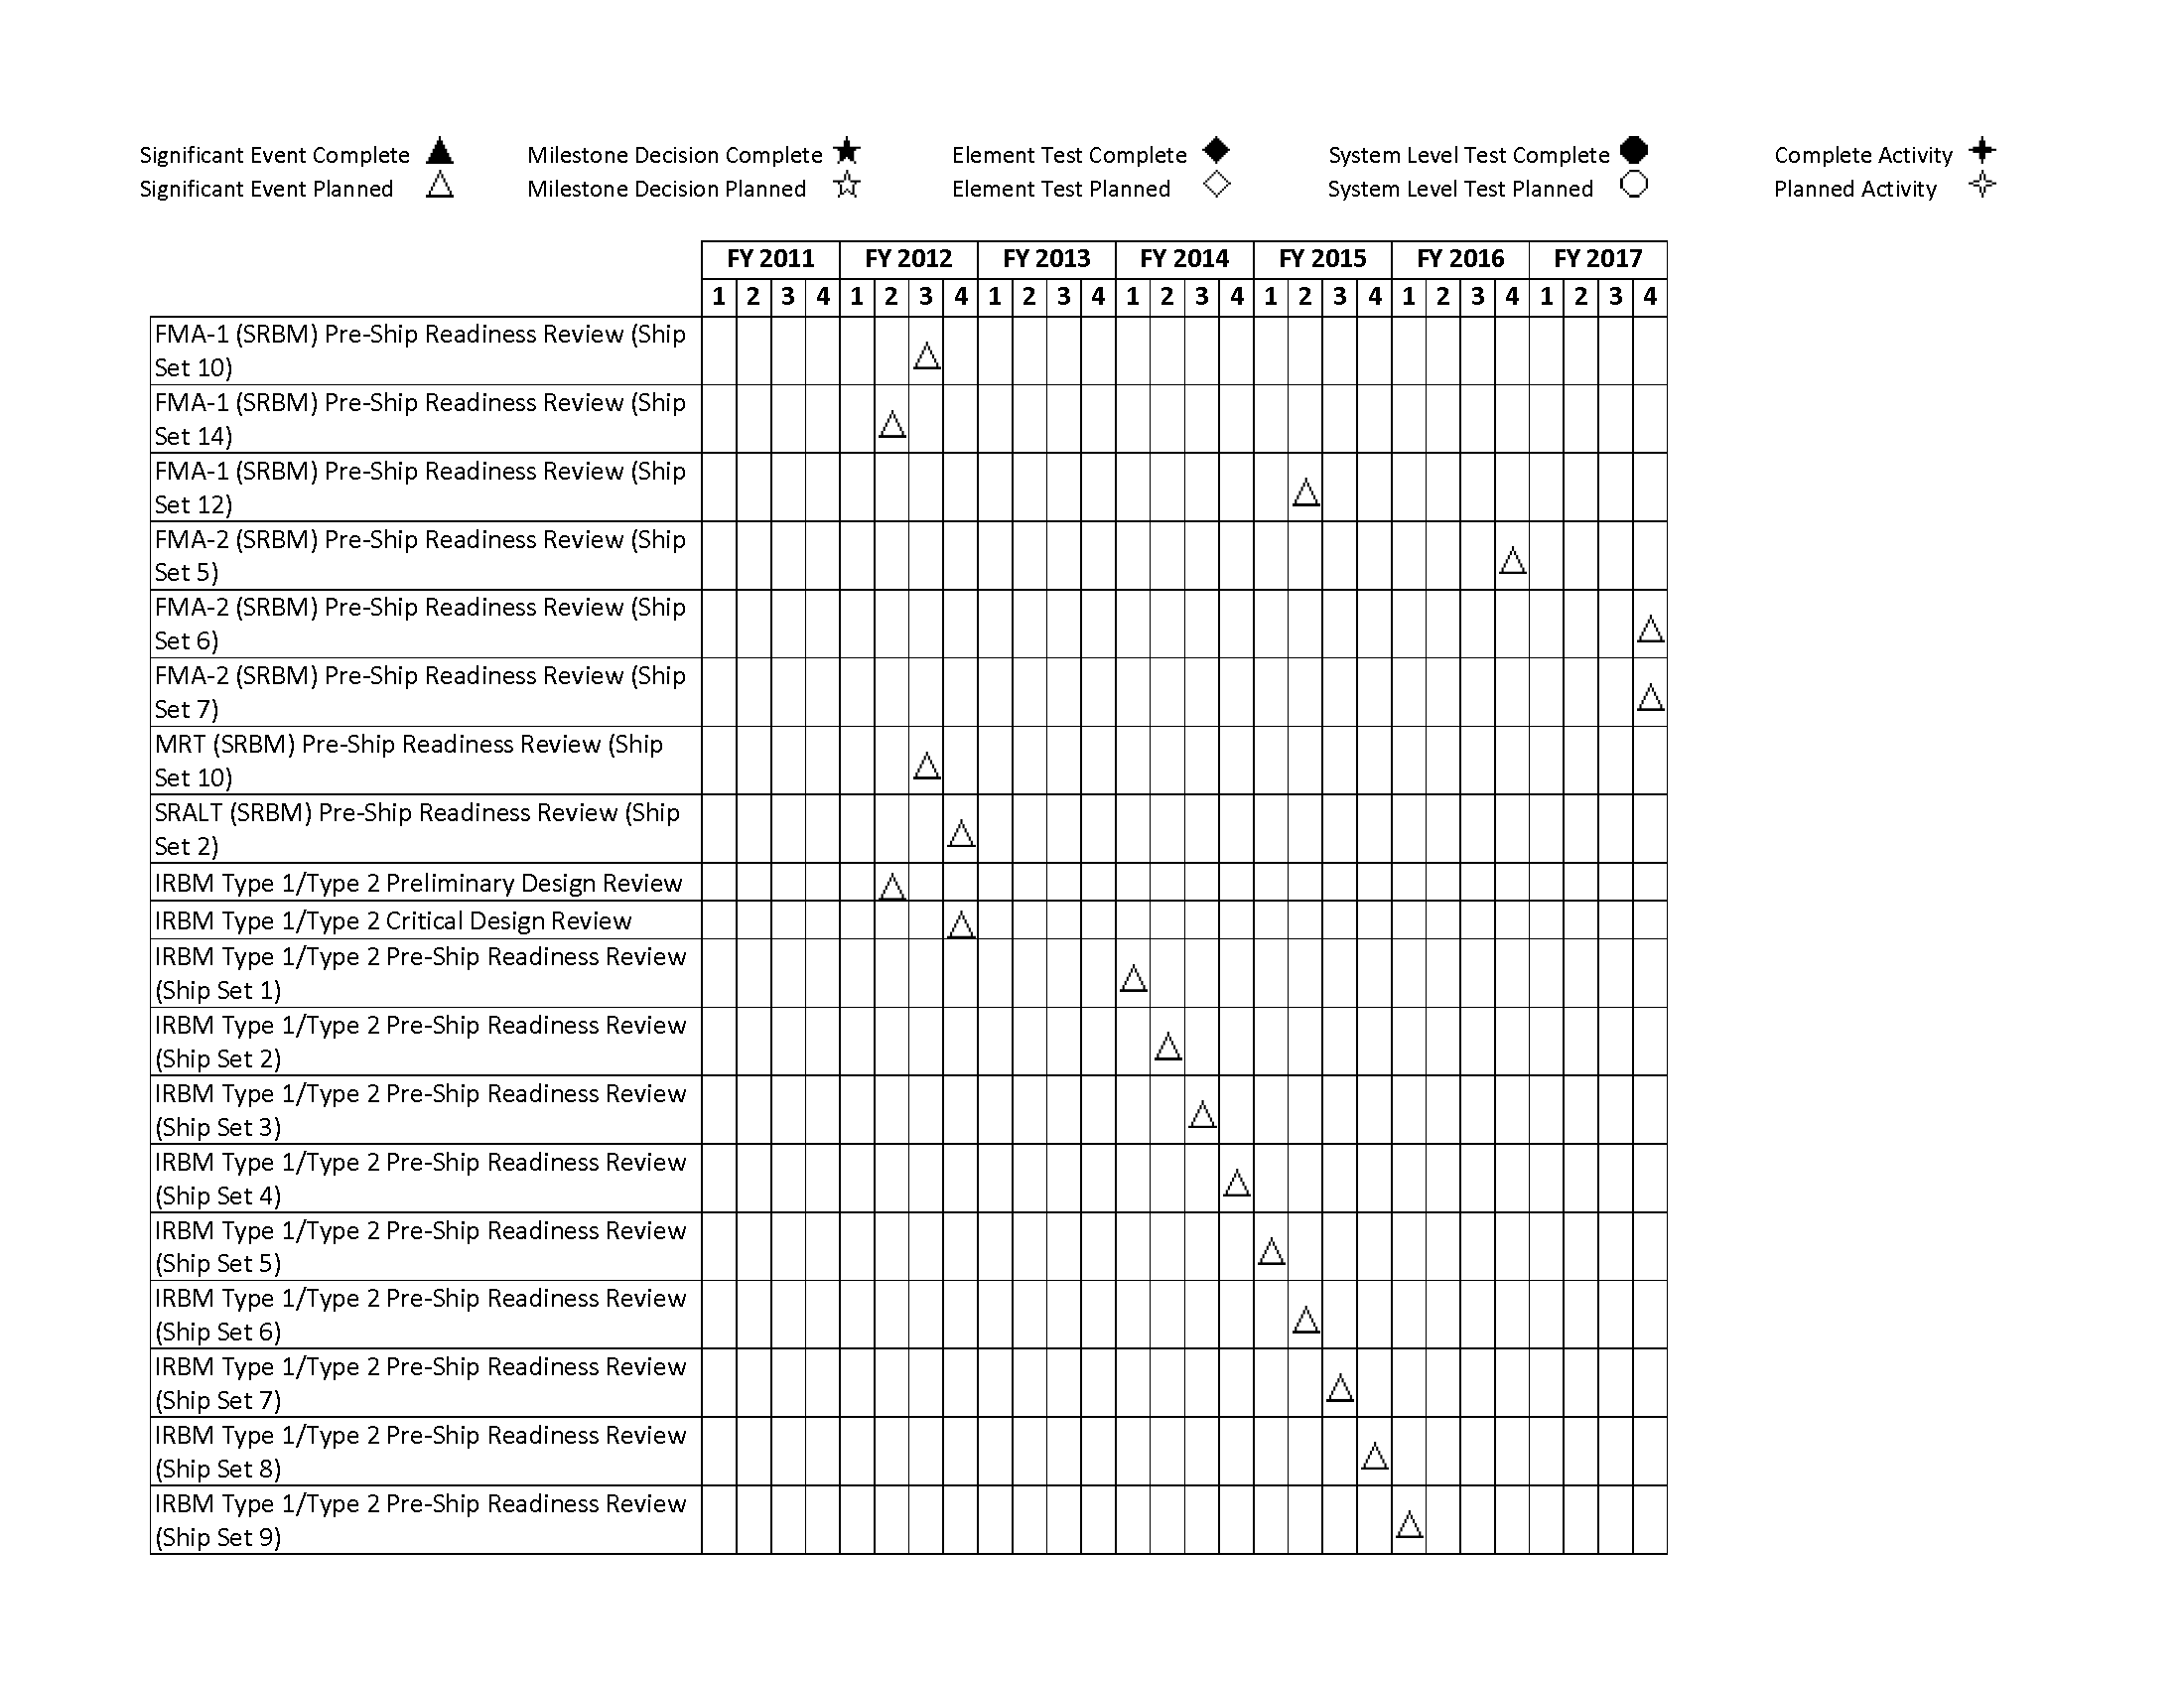 Significant Event Complete Milestone Decision Complete Element Test Complete System Level Test Complete Complete Activity
Significant Event Planned Milestone Decision Planned Element Test Planned System Level Test Planned Planned Activity
FY 2011 FY 2012 FY 2013 FY 2014 FY 2015 FY 2016 FY 2017
1 2 3 4 1 2 3 4 1 2 3 4 1 2 3 4 1 2 3 4 1 2 3 4 1 2 3 4
FMA-1 (SRBM) Pre-Ship Readiness Review (Ship
Set 10)
FMA-1 (SRBM) Pre-Ship Readiness Review (Ship
Set 14)
FMA-1 (SRBM) Pre-Ship Readiness Review (Ship
Set 12)
FMA-2 (SRBM) Pre-Ship Readiness Review (Ship
Set 5)
FMA-2 (SRBM) Pre-Ship Readiness Review (Ship
Set 6)
FMA-2 (SRBM) Pre-Ship Readiness Review (Ship
Set 7)
MRT (SRBM) Pre-Ship Readiness Review (Ship
Set 10)
SRALT (SRBM) Pre-Ship Readiness Review (Ship
Set 2)
IRBM Type 1/Type 2 Preliminary Design Review
IRBM Type 1/Type 2 Critical Design Review
IRBM Type 1/Type 2 Pre-Ship Readiness Review
(Ship Set 1)
IRBM Type 1/Type 2 Pre-Ship Readiness Review
(Ship Set 2)
IRBM Type 1/Type 2 Pre-Ship Readiness Review
(Ship Set 3)
IRBM Type 1/Type 2 Pre-Ship Readiness Review
(Ship Set 4)
IRBM Type 1/Type 2 Pre-Ship Readiness Review
(Ship Set 5)
IRBM Type 1/Type 2 Pre-Ship Readiness Review
(Ship Set 6)
IRBM Type 1/Type 2 Pre-Ship Readiness Review
(Ship Set 7)
IRBM Type 1/Type 2 Pre-Ship Readiness Review
(Ship Set 8)
IRBM Type 1/Type 2 Pre-Ship Readiness Review
(Ship Set 9)